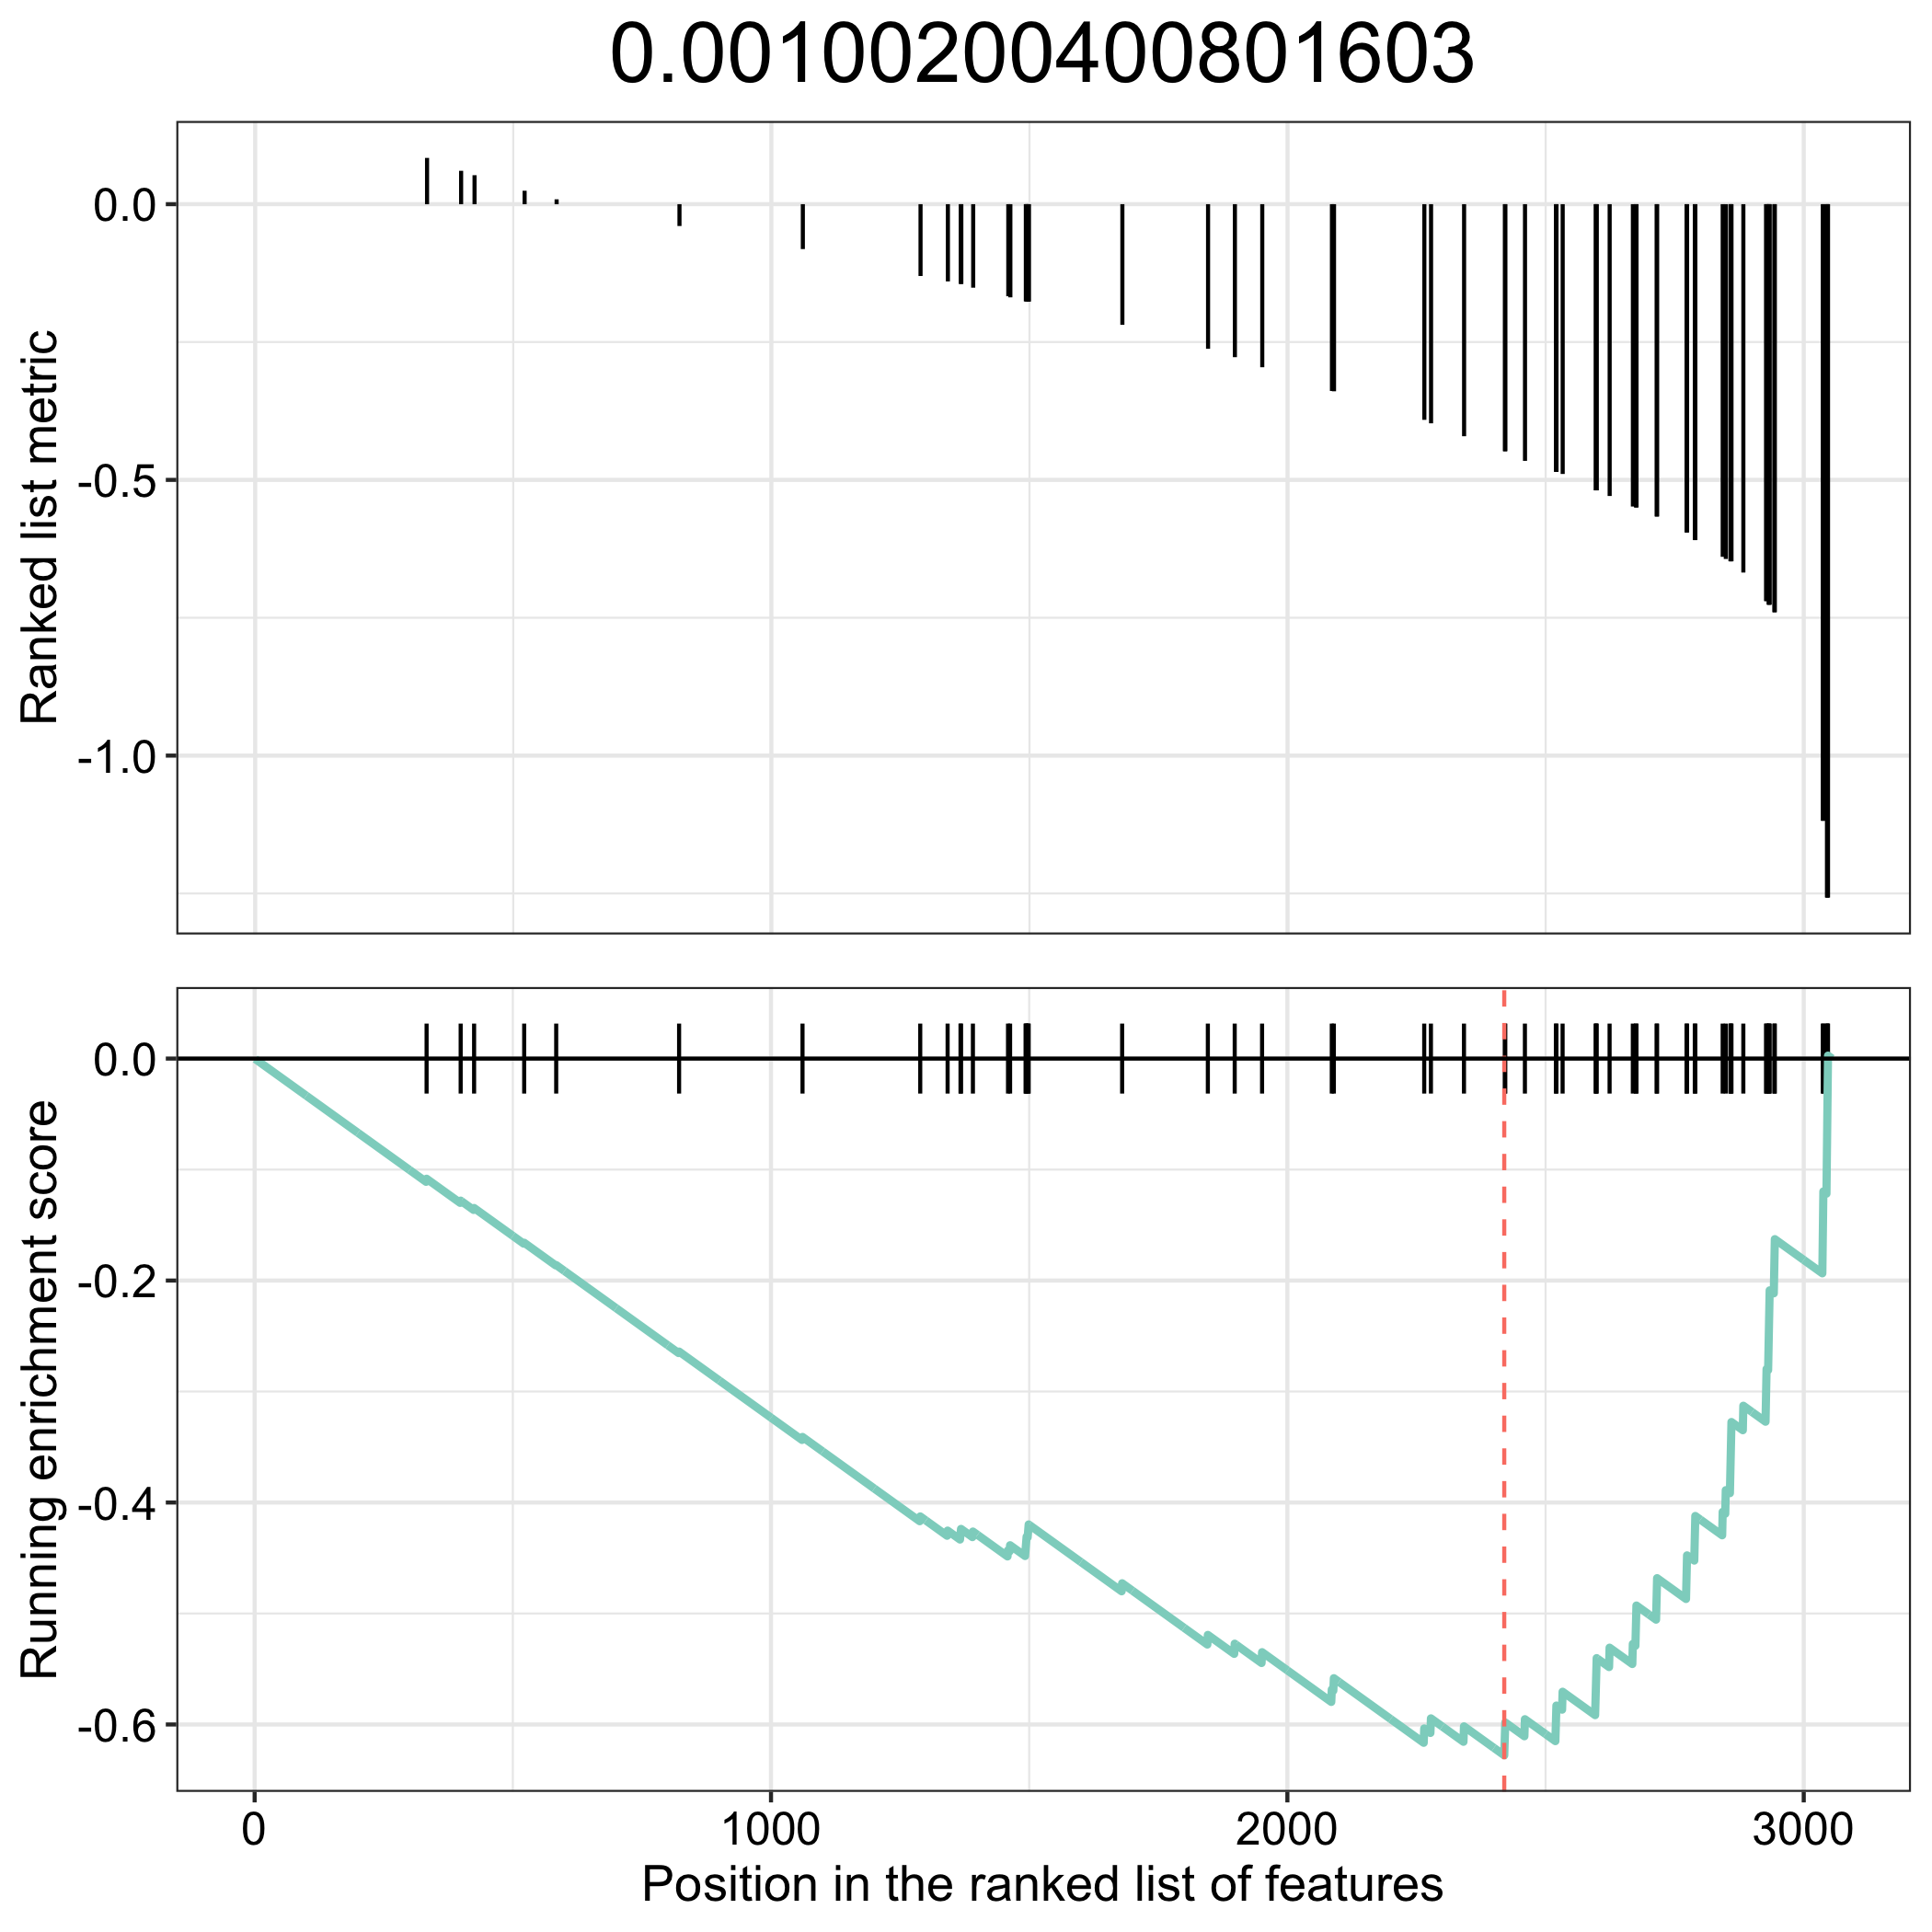 0.00100200400801603
Ranked list metric
0.0
-0.5
-1.0
Running enrichment score
0.0
-0.2
-0.4
-0.6
0 1000 2000 3000
Position in the ranked list of features